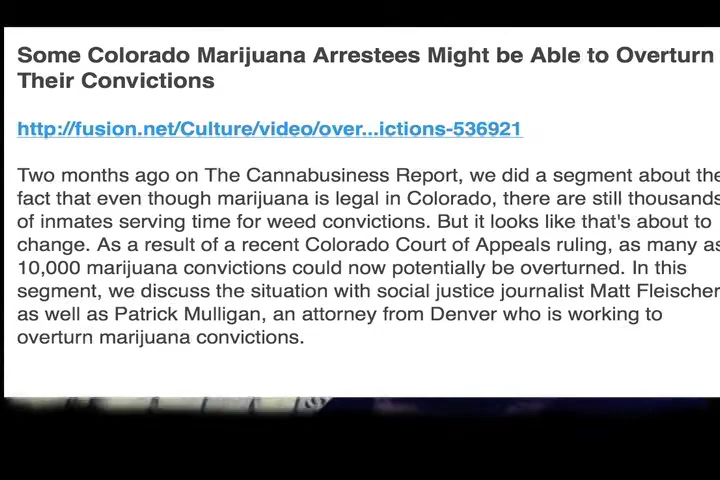 Some Colorado Marijuana Arrestees Might be Able to Overturn
Their Convictions
http://fusion.net/Culture/video/over...ictions-536921
Two months ago on The Cannabusiness Report, we did a segment about the
fact that even though marijuana is legal in Colorado, there are still thousands
of inmates serving time for weed convictions. But it looks like that's about to
change. As a result of a recent Colorado Court of Appeals ruling, as many as
10,000 marijuana convictions could now potentially be overturned. In this
segment, we discuss the situation with social justice journalist Matt Fleischer
as well as Patrick Mulligan, an attorney from Denver who is working to
overturn marijuana convictions.